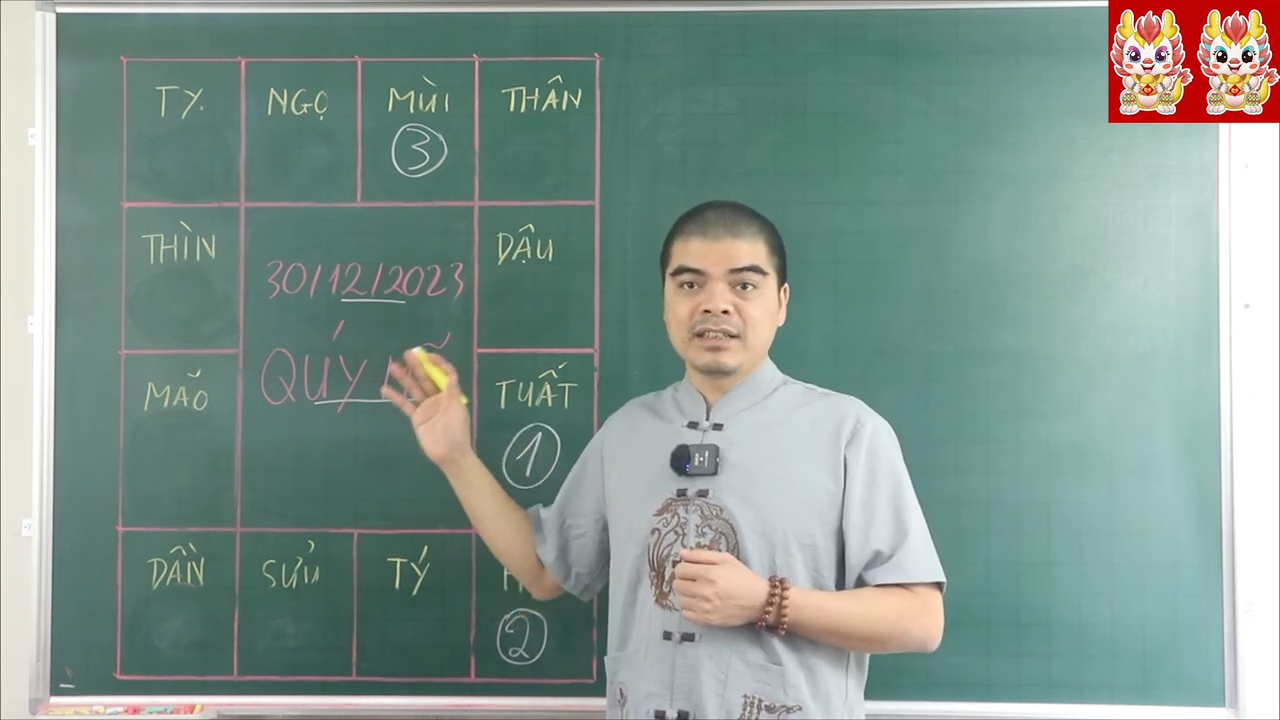 TỴ.
NGỌ
MÙI
THÂN
3
THÌN
DẬU
30/12/2023
QUÝ
MÃO
TUẤT
1
DẦN
SỬU
TÝ
2